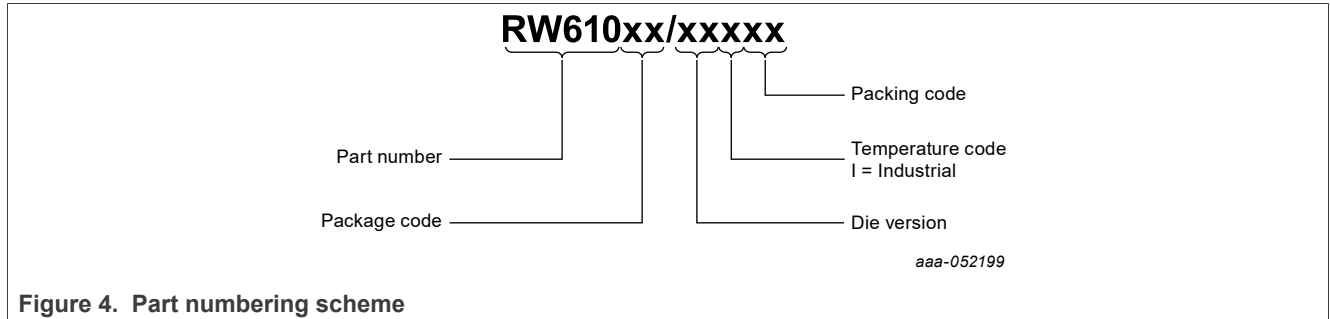 RW610xx/xxxxx
Packing code
Part number
Temperature code
I = Industrial
Package code
Die version
aaa-052199
Figure 4. Part numbering scheme